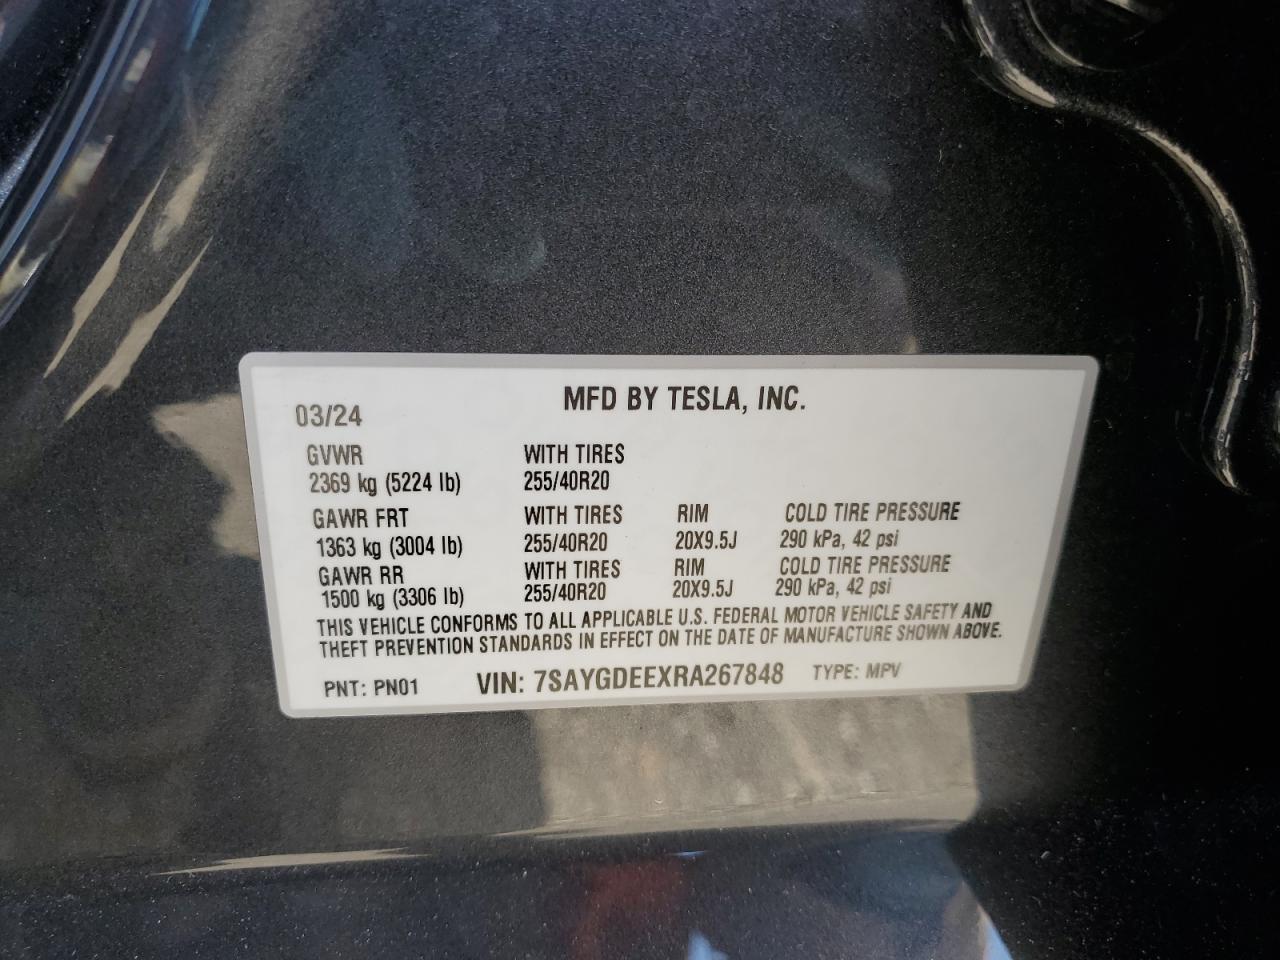 MFD BY TESLA, INC.
03/24
GVWR WITH TIRES
2369 kg (5224 lb) 255/40R20
GAWR FRT WITH TIRES RIM COLD TIRE PRESSURE
1363 kg (3004 lb) 255/40R20 20X9.5J 290 kPa, 42 psi
GAWR RR WITH TIRES RIM COLD TIRE PRESSURE
1500 kg (3306 lb) 255/40R20 20X9.5J 290 kPa, 42 psi
THIS VEHICLE CONFORMS TO ALL APPLICABLE U.S. FEDERAL MOTOR VEHICLE SAFETY AND
THEFT PREVENTION STANDARDS IN EFFECT ON THE DATE OF MANUFACTURE SHOWN ABOVE.
PNT: PN01 VIN: 7SAYGDEEXRA267848 TYPE: MPV